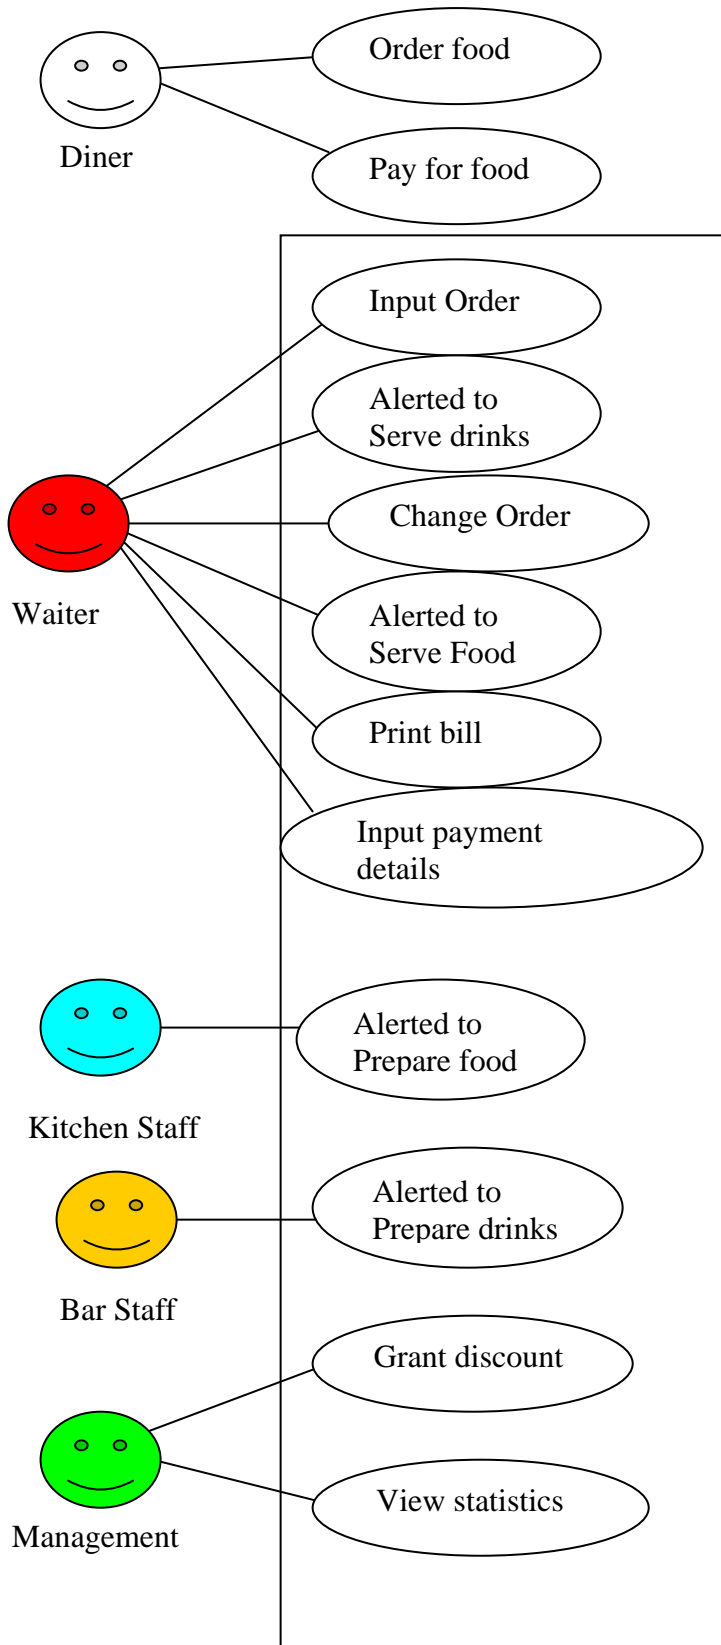 Order food
Diner
Pay for food
Input Order
Alerted to
Serve drinks
Change Order
Waiter
Alerted to
Serve Food
Print bill
Input payment
details
Alerted to
Prepare food
Kitchen Staff
Alerted to
Prepare drinks
Bar Staff
Grant discount
View statistics
Management